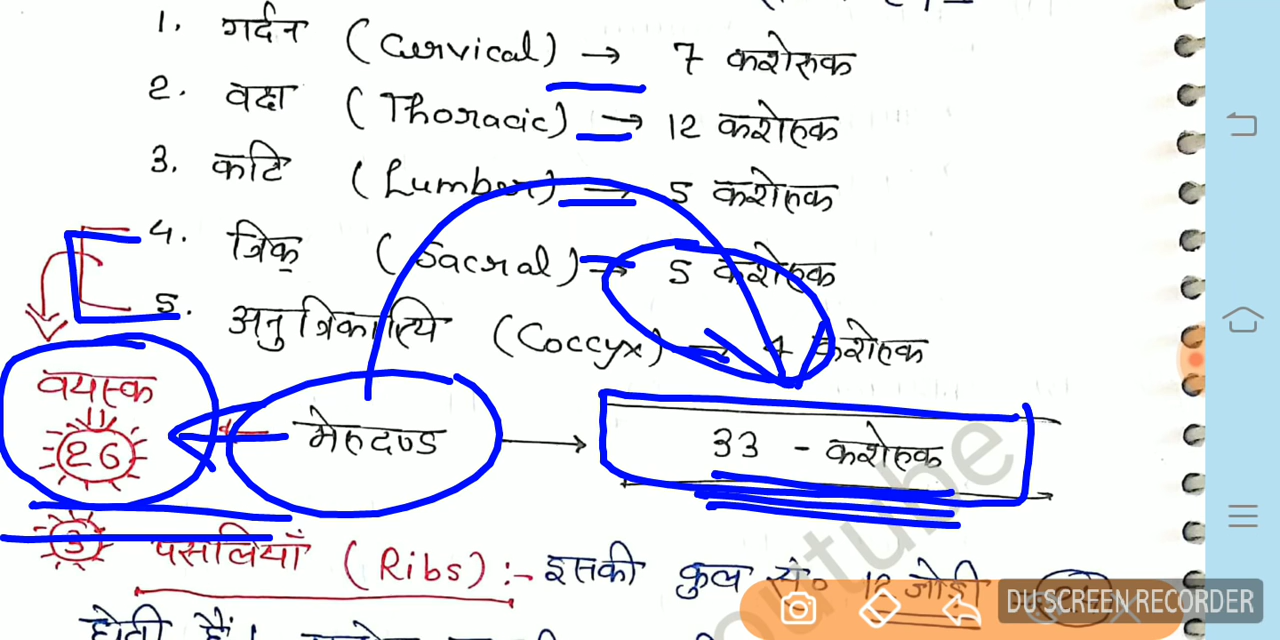 1. गर्दन (Cervical) → 7 कशेरुक
2. वक्ष (Thoracic) → 12 कशेरुक
3. कटि (Lumber) → 5 कशेरुक
4. त्रिक (Sacral) → 5 कशेरुक
5. अनुत्रिकास्थि (Coccyx) → 4 कशेरुक
वयस्क
26 ← मेरुदण्ड → 33 - कशेरुक
3 पसलियाँ (Ribs) :- इसकी कुल सं० 12 जोड़ी
होती हैं।
youtube
DU SCREEN RECORDER